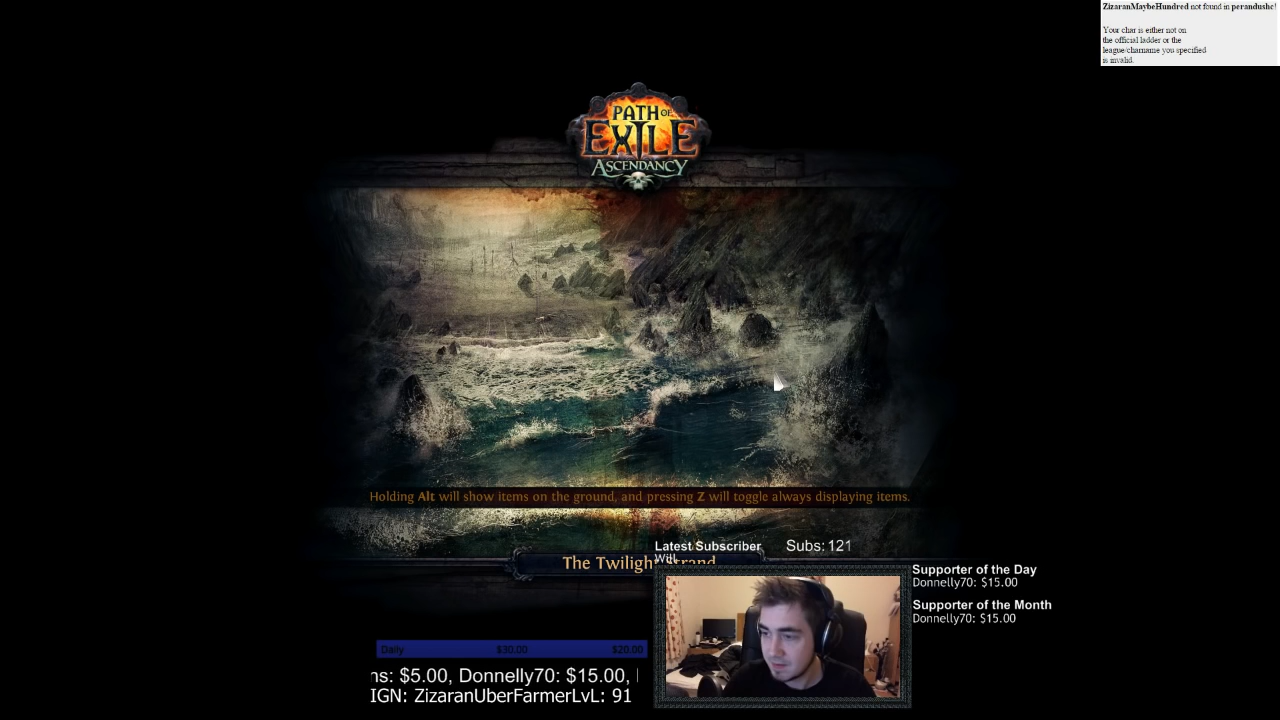 ZizaranMaybeHundred not found in perandushc!
Your char is either not on
the official ladder or the
league/charname you specified
is invalid.
PATH OF
EXILE
ASCENDANCY
Holding Alt will show items on the ground, and pressing Z will toggle always displaying items.
Latest Subscriber
Will
Subs: 121
The Twilight Strand
Supporter of the Day
Donnelly70: $15.00
Supporter of the Month
Donnelly70: $15.00
Daily $30.00 $20.00
ns: $5.00, Donnelly70: $15.00,
IGN: ZizaranUberFarmerLvL: 91